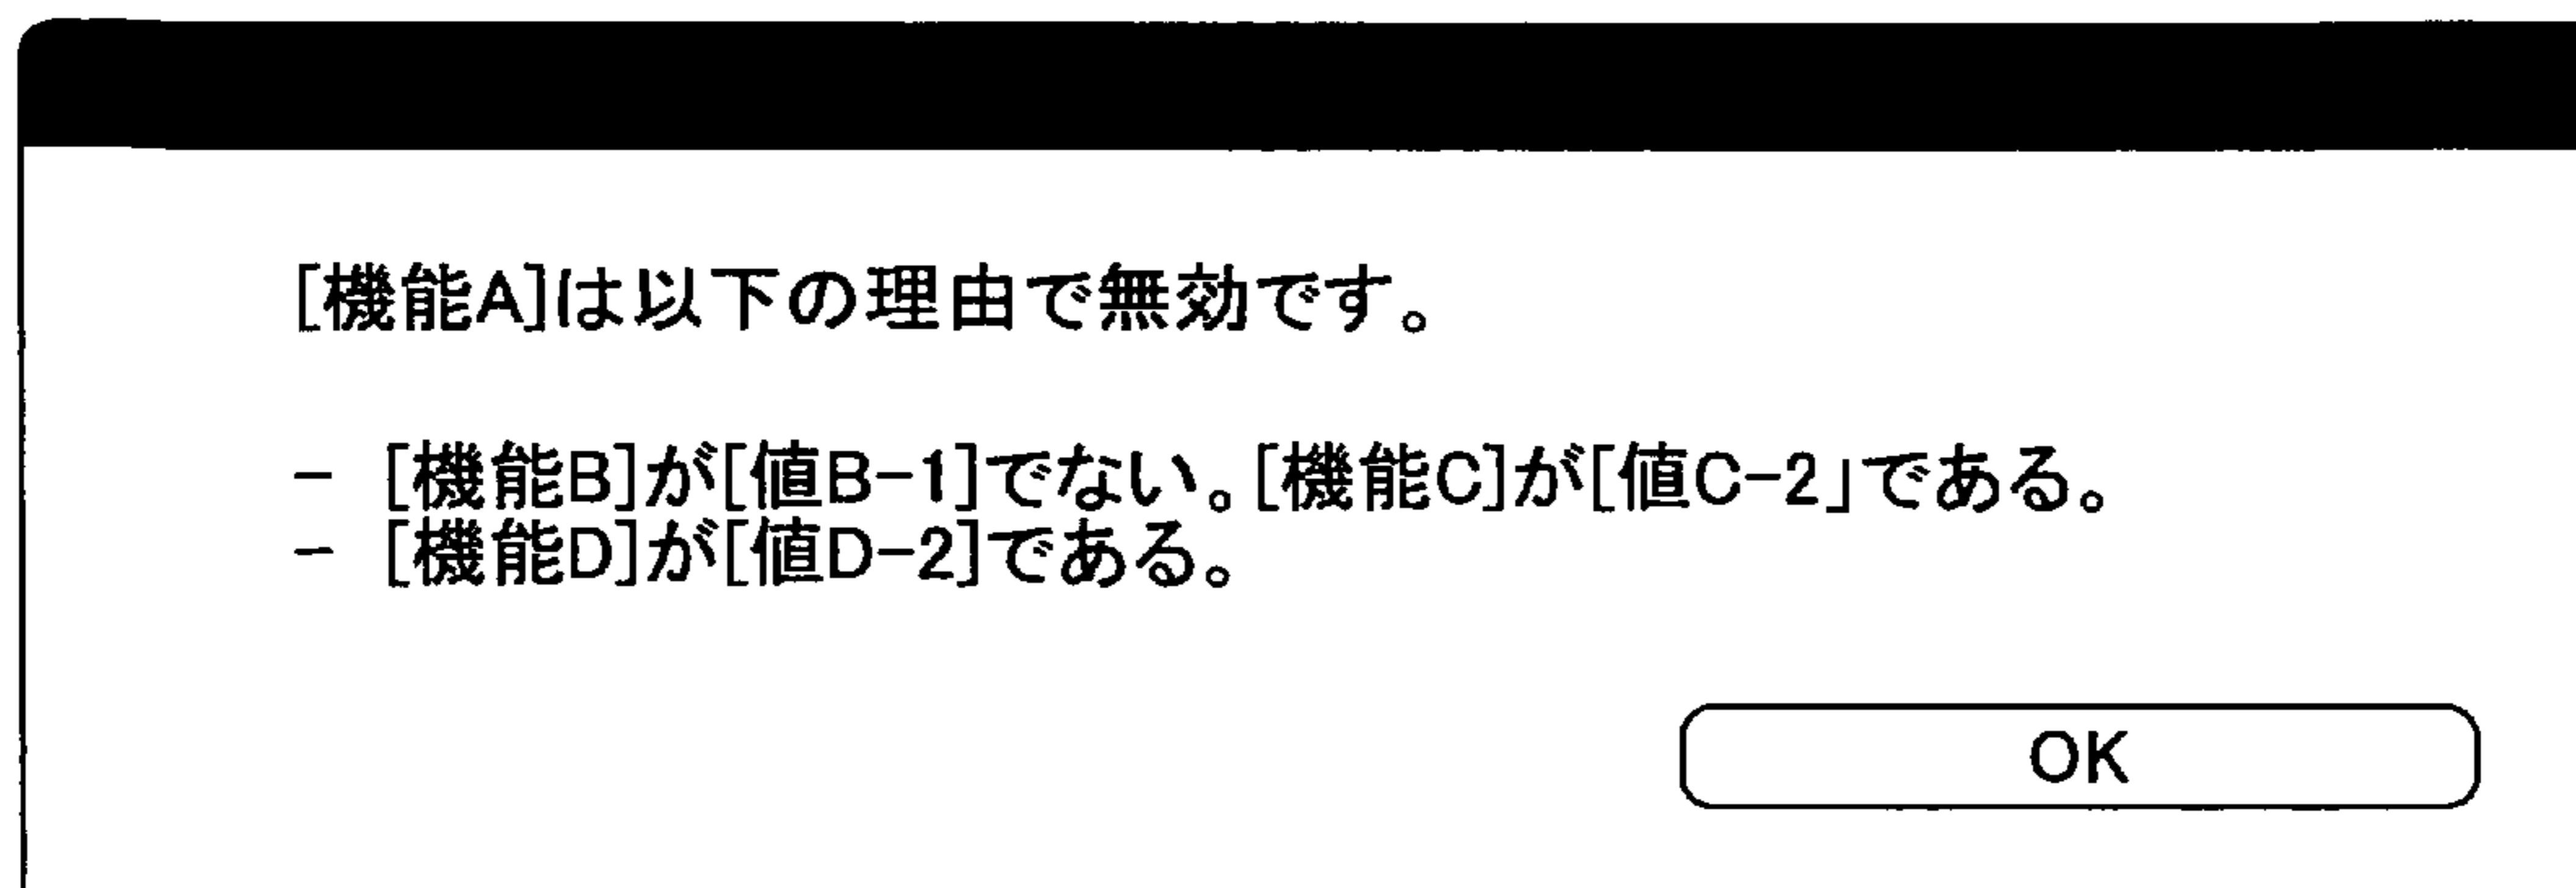 [機能A]は以下の理由で無効です。
− [機能B]が[値B−1]でない。[機能C]が[値C−2」である。
− [機能D]が[値D−2]である。
OK